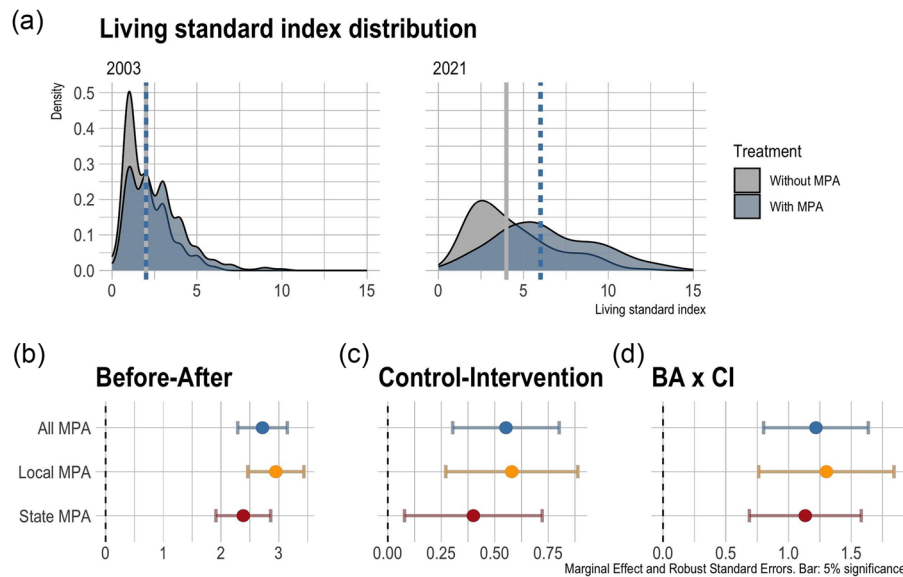 (a)
Living standard index distribution
2003
2021
Density
0.5
0.4
0.3
0.2
0.1
0.0
0 5 10 15
0 5 10 15
Living standard index
Treatment
Without MPA
With MPA
(b) (c) (d)
Before-After Control-Intervention BA x CI
All MPA
Local MPA
State MPA
0 1 2 3
0.00 0.25 0.50 0.75
0.0 0.5 1.0 1.5
Marginal Effect and Robust Standard Errors. Bar: 5% significance